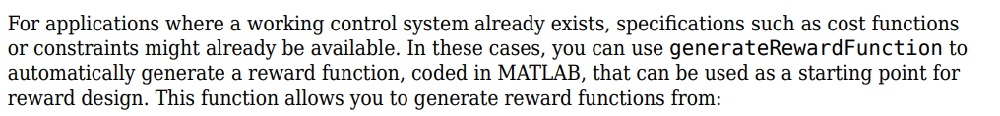 For applications where a working control system already exists, specifications such as cost functions
or constraints might already be available. In these cases, you can use generateRewardFunction to
automatically generate a reward function, coded in MATLAB, that can be used as a starting point for
reward design. This function allows you to generate reward functions from: